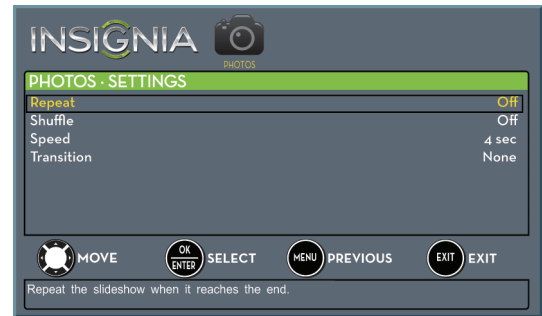 INSIGNIA
PHOTOS
PHOTOS · SETTINGS
Repeat Off
Shuffle Off
Speed 4 sec
Transition None
MOVE OK ENTER SELECT MENU PREVIOUS EXIT EXIT
Repeat the slideshow when it reaches the end.